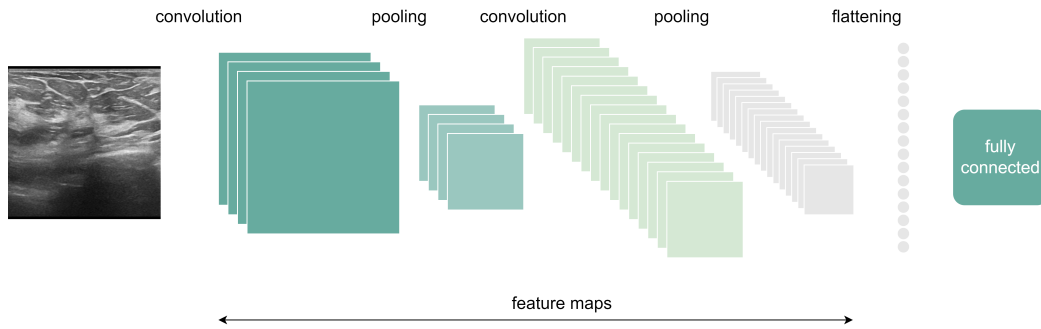 convolution
pooling
convolution
pooling
flattening
fully
connected
feature maps